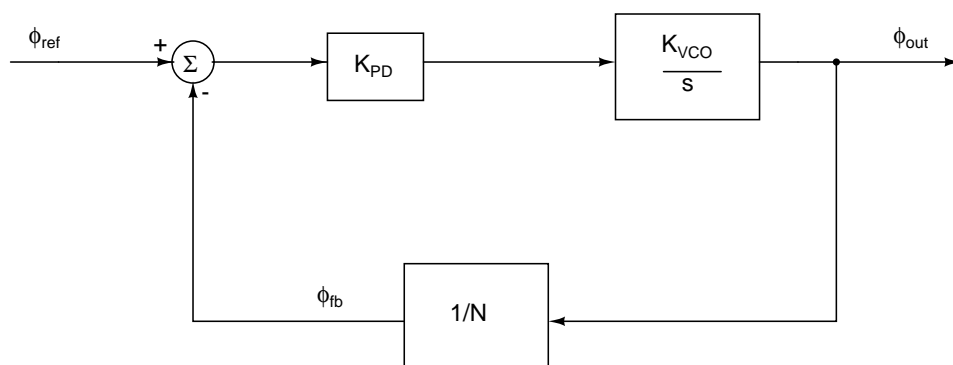 ϕref
+
Σ
-
KPD
KVCO
s
ϕout
ϕfb
1/N